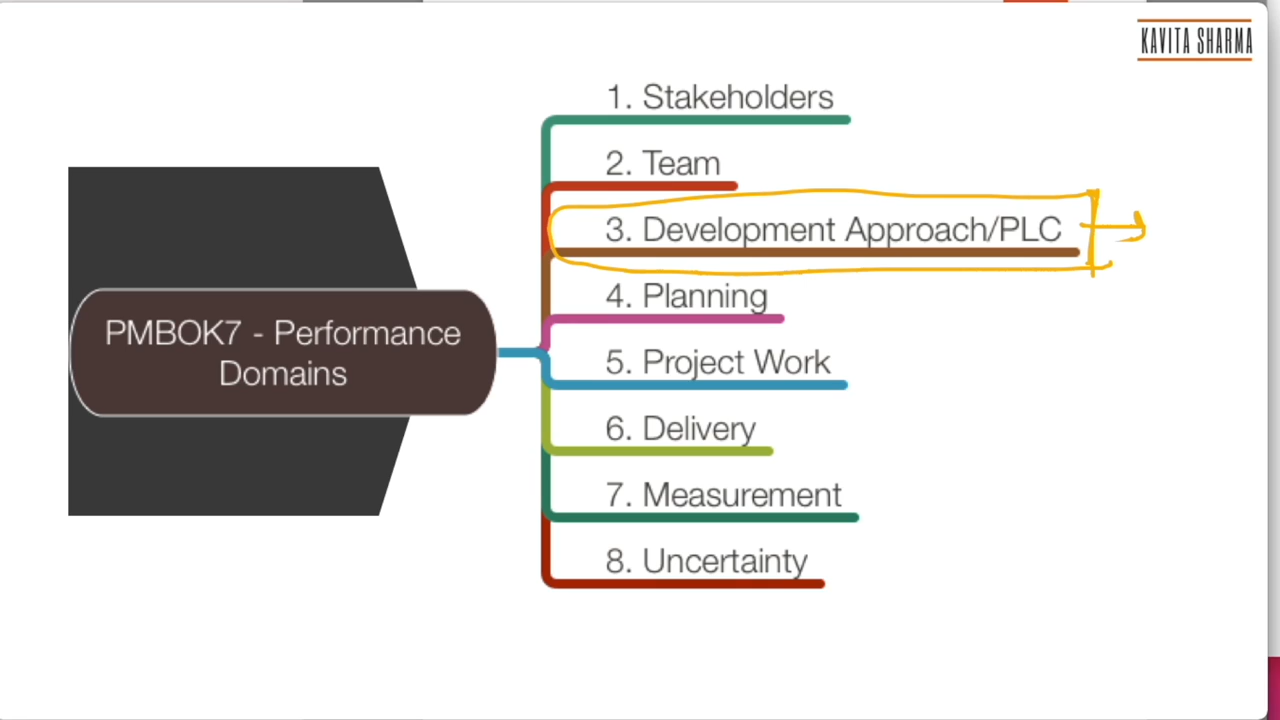 KAVITA SHARMA
1. Stakeholders
2. Team
3. Development Approach/PLC
4. Planning
PMBOK7 - Performance
Domains
5. Project Work
6. Delivery
7. Measurement
8. Uncertainty